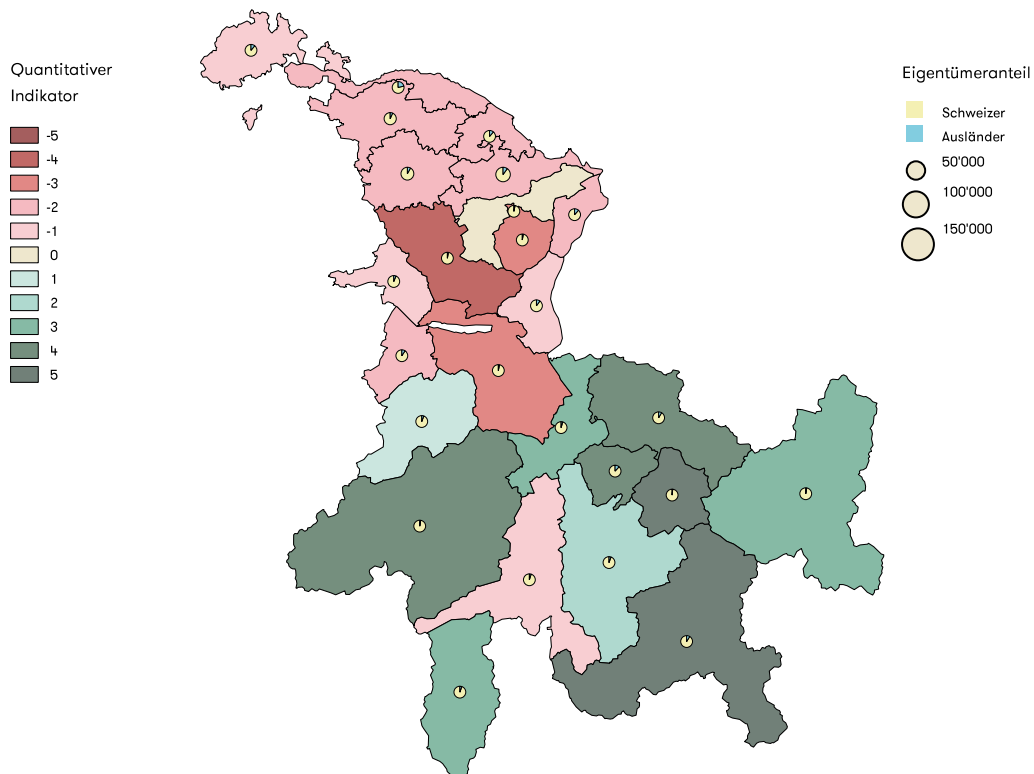 Quantitativer
Indikator
-5
-4
-3
-2
-1
0
1
2
3
4
5
Eigentümeranteil
Schweizer
Ausländer
50'000
100'000
150'000